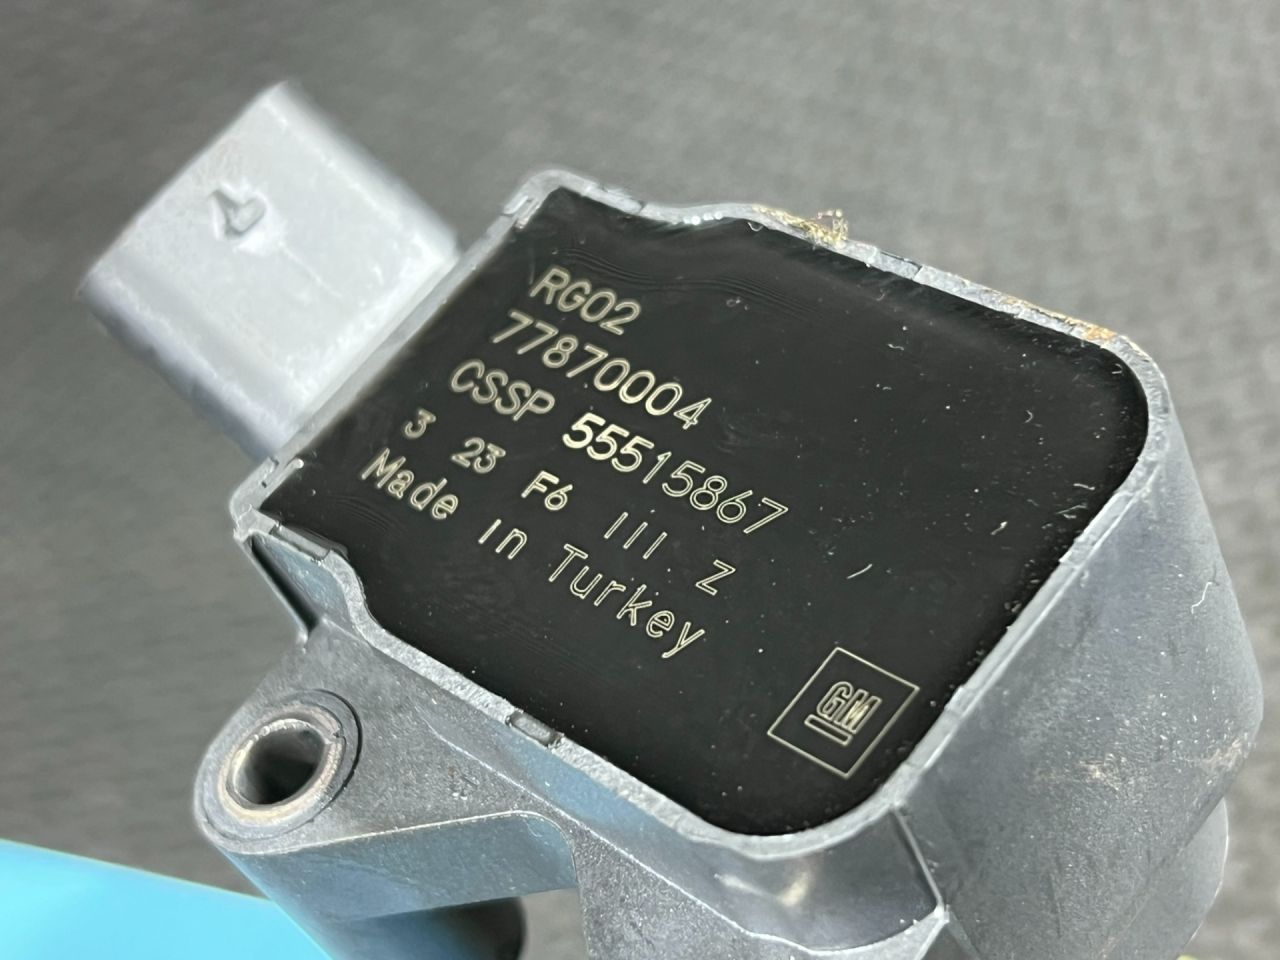 RG02
77870004
CSSP 55515867
3 23 F6 III Z
Made in Turkey
GM